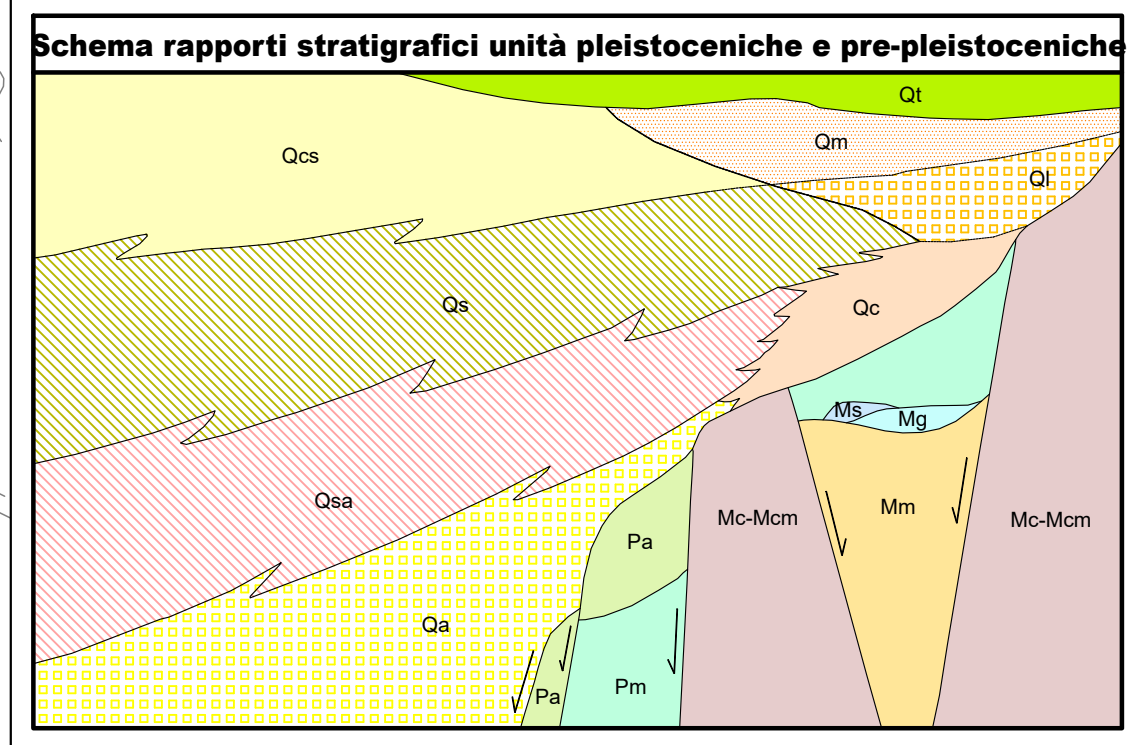 Schema rapporti stratigrafici unità pleistoceniche e pre-pleistoceniche
Qt
Qm
Qcs
Ql
Qs
Qc
Ms
Mg
Qsa
Mm
Mc-Mcm
Mc-Mcm
Pa
Qa
Pm
Pa